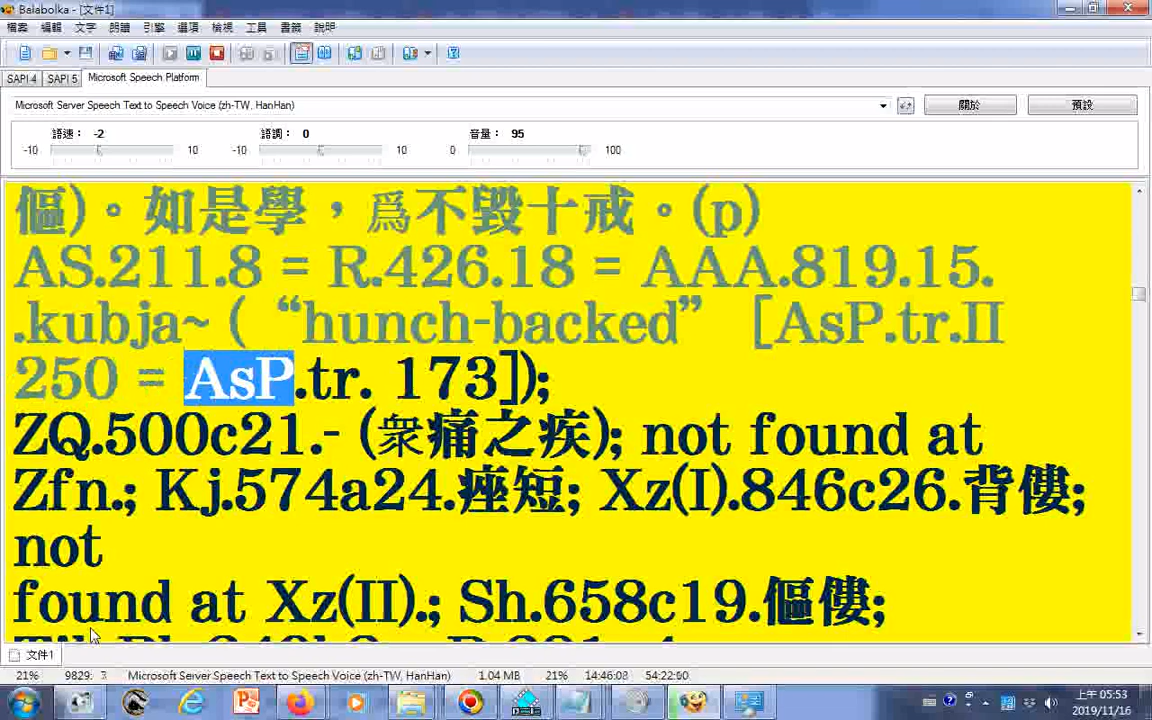 Balabolka - [文件1]
檔案 編輯 文字 朗讀 引擎 選項 檢視 工具 書籤 說明
SAPI 4 SAPI 5 Microsoft Speech Platform
Microsoft Server Speech Text to Speech Voice (zh-TW, HanHan) 關於 預設
語速： -2 語調： 0 音量： 95
-10 10 -10 10 0 100
傴)。如是學，爲不毀十戒。(p)
AS.211.8 = R.426.18 = AAA.819.15.
.kubja~ (“hunch-backed” [AsP.tr.II
250 = AsP.tr. 173]);
ZQ.500c21.- (衆痛之疾); not found at
Zfn.; Kj.574a24.痤短; Xz(I).846c26.背僂;
not
found at Xz(II).; Sh.658c19.傴僂;
文件1
21% Microsoft Server Speech Text to Speech Voice (zh-TW, HanHan) 1.04 MB 21% 14:46:08 54:22:60
上午 05:53
2019/11/16